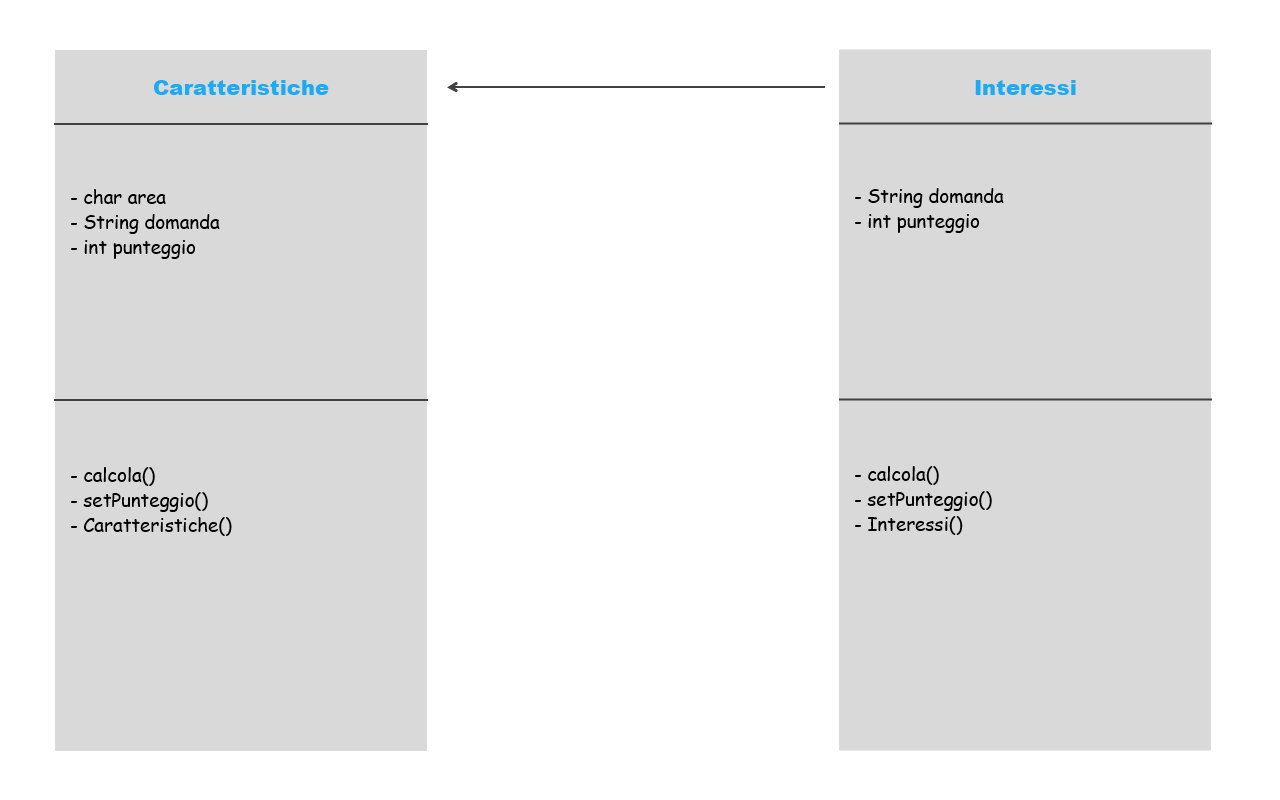 Caratteristiche
- char area
- String domanda
- int punteggio
- calcola()
- setPunteggio()
- Caratteristiche()
Interessi
- String domanda
- int punteggio
- calcola()
- setPunteggio()
- Interessi()